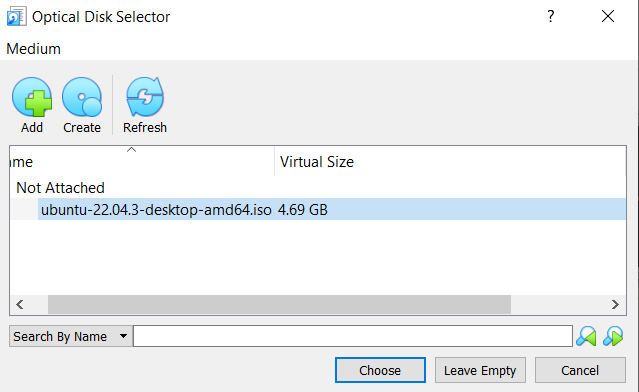 Optical Disk Selector
Medium
Add Create Refresh
ame Virtual Size
Not Attached
ubuntu-22.04.3-desktop-amd64.iso 4.69 GB
Search By Name
Choose Leave Empty Cancel